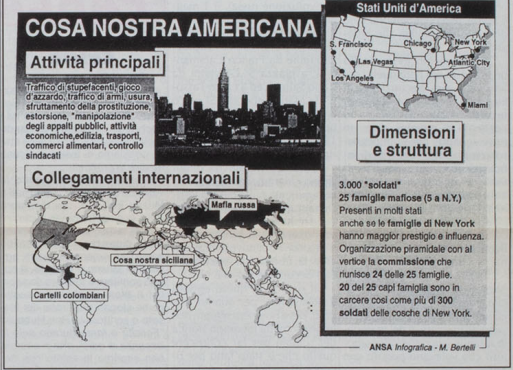 COSA NOSTRA AMERICANA
Attività principali
Traffico di stupefacenti, gioco
d'azzardo, traffico di armi, usura,
sfruttamento della prostituzione,
estorsione, "manipolazione"
degli appalti pubblici, attività
economiche,edilizia, trasporti,
commerci alimentari, controllo
sindacati
Collegamenti internazionali
Mafia russa
Cosa nostra siciliana
Cartelli colombiani
Stati Uniti d'America
S. Francisco
Chicago
New York
Las Vegas
Atlantic City
Los Angeles
Miami
Dimensioni
e struttura
3.000 "soldati"
25 famiglie mafiose (5 a N.Y.)
Presenti in molti stati
anche se le famiglie di New York
hanno maggior prestigio e influenza.
Organizzazione piramidale con al
vertice la commissione che
riunisce 24 delle 25 famiglie.
20 dei 25 capi famiglia sono in
carcere così come più di 300
soldati delle cosche di New York.
ANSA Infografica - M. Bertelli